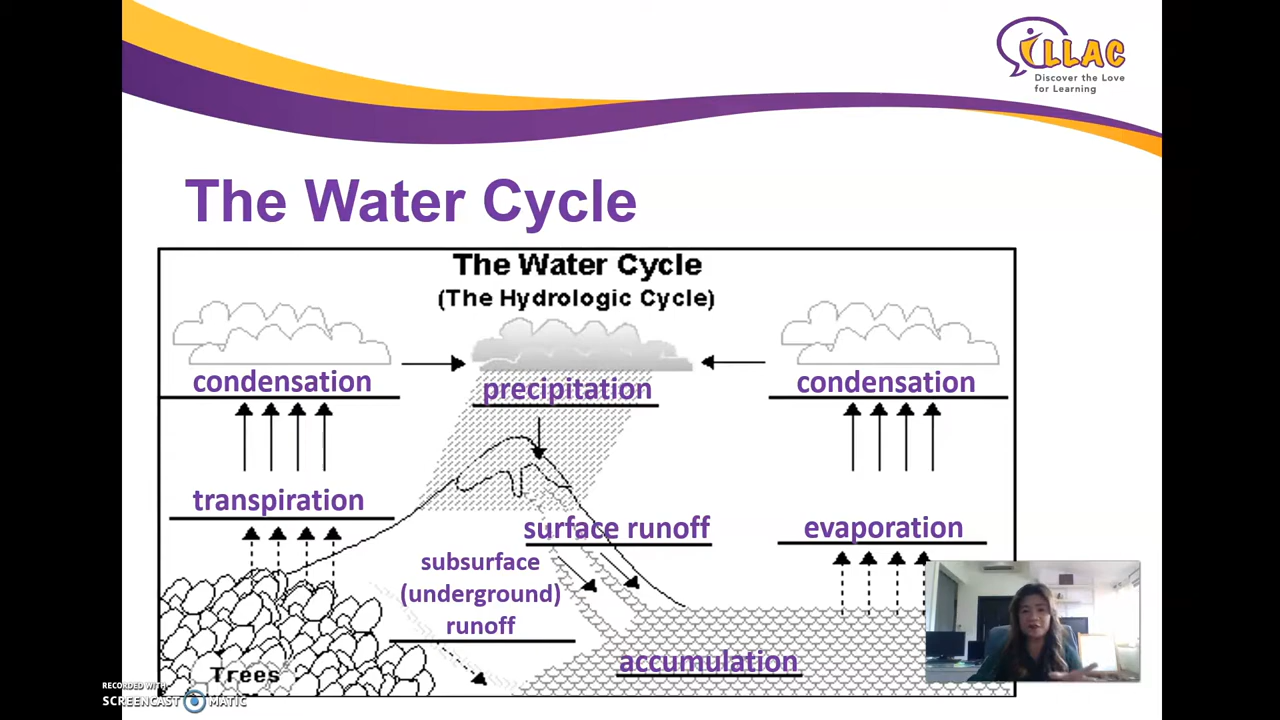 iLLAC
Discover the Love
for Learning
The Water Cycle
The Water Cycle
(The Hydrologic Cycle)
condensation
precipitation
condensation
transpiration
surface runoff
evaporation
subsurface
(underground)
runoff
accumulation
Trees
RECORDED WITH
SCREENCAST MATIC